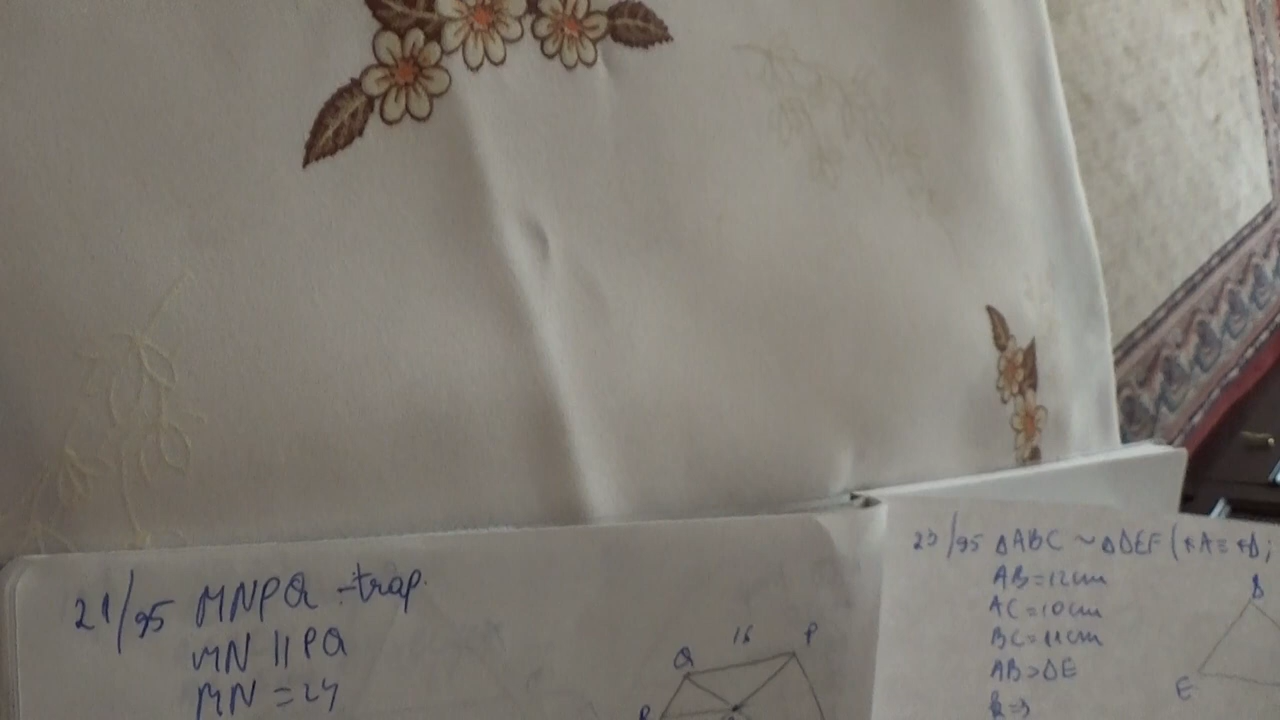 21/95 MNPQ - trap.
MN || PQ
MN = 24
Q 16 P
R
23/95 ΔABC ~ ΔDEF (∢A≡∢D;
AB=12cm
AC=10cm
BC=11cm
AB>DE
D
E